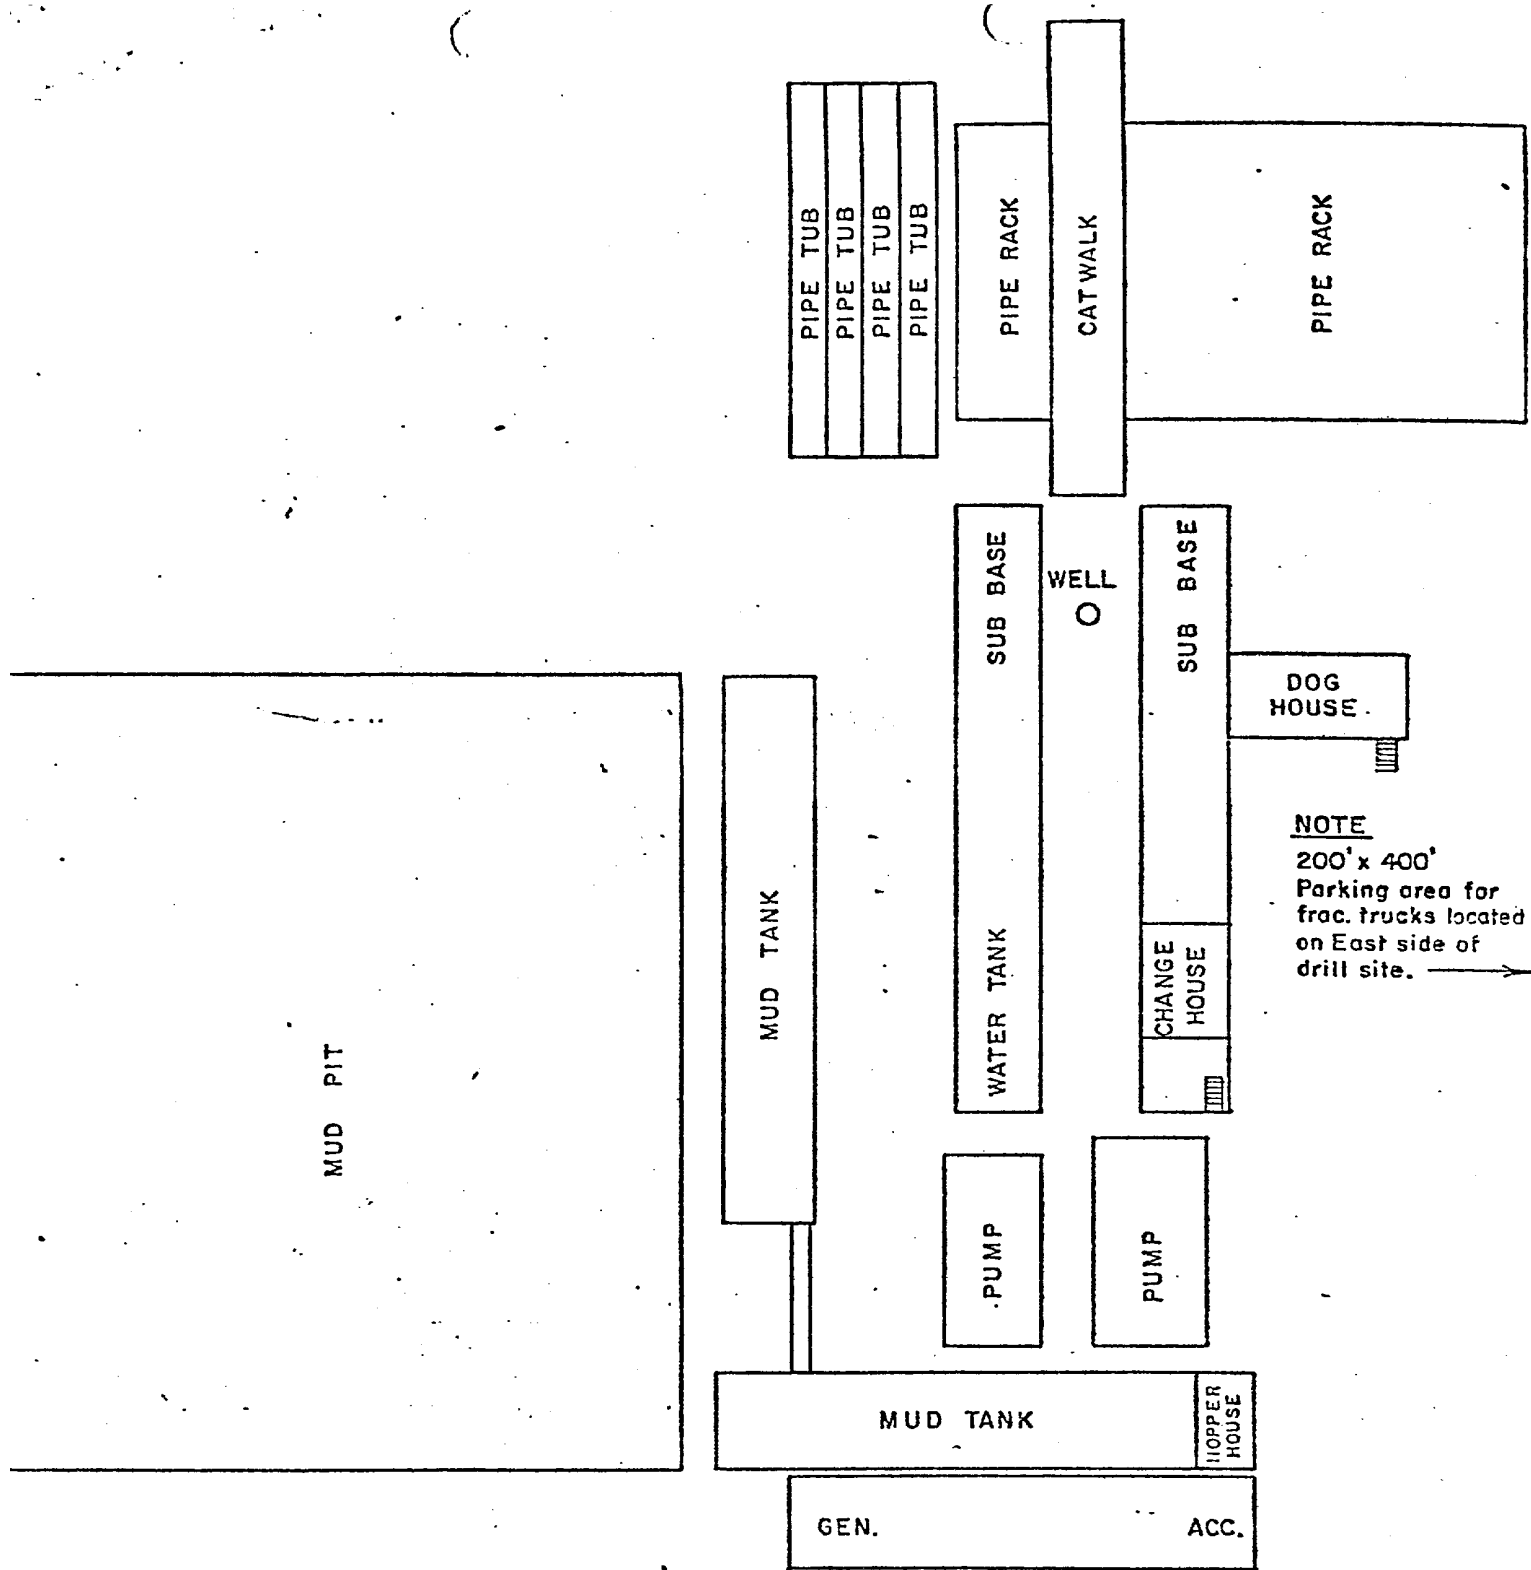 PIPE TUB
PIPE TUB
PIPE TUB
PIPE TUB
PIPE RACK
CATWALK
PIPE RACK
SUB BASE
WELL
SUB BASE
DOG
HOUSE
NOTE
200' x 400'
Parking area for
frac. trucks located
on East side of
drill site.
MUD TANK
WATER TANK
CHANGE
HOUSE
MUD PIT
PUMP
PUMP
MUD TANK
HOPPER
HOUSE
GEN.
ACC.